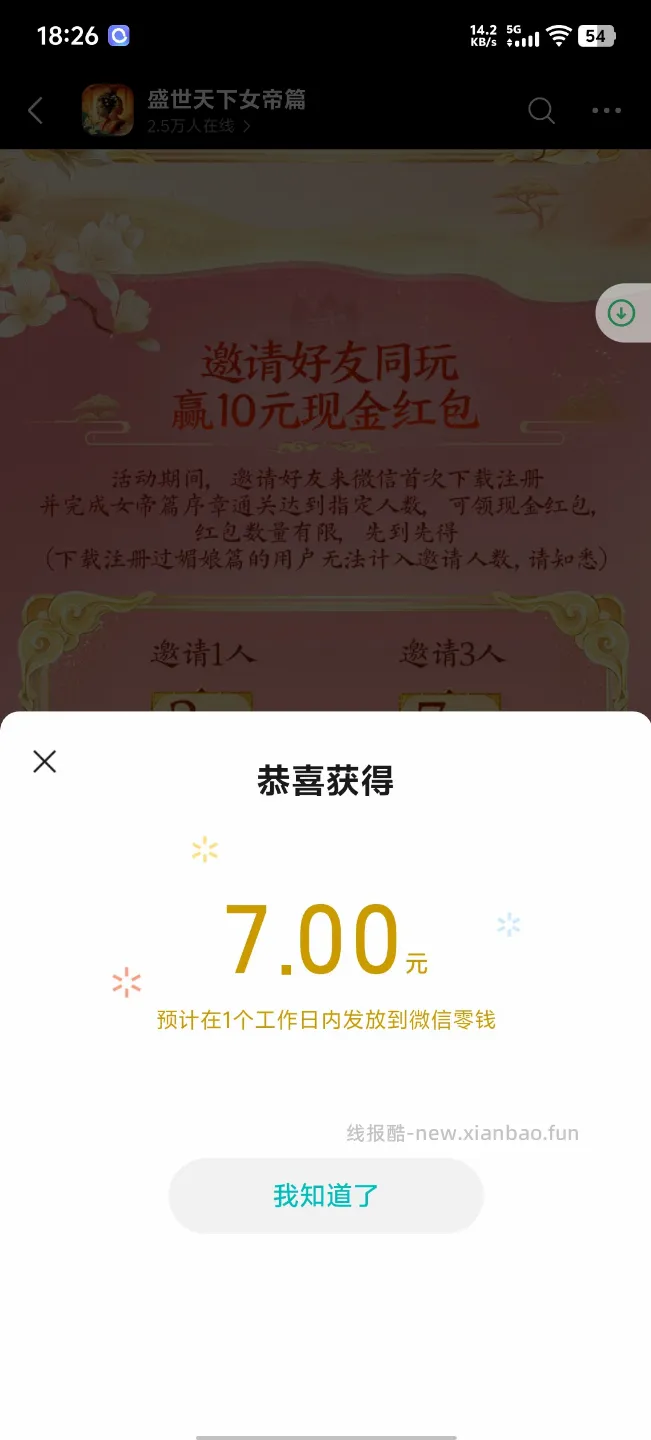 18:26
14.2 KB/s 5G 54
盛世天下女帝篇
2.5万人在线
邀请好友同玩
赢10元现金红包
活动期间，邀请好友来微信首次下载注册
并完成女帝篇序章通关达到指定人数，可领现金红包，
红包数量有限，先到先得
（下载注册过媚娘篇的用户无法计入邀请人数，请知悉）
邀请1人 邀请3人
恭喜获得
7.00元
预计在1个工作日内发放到微信零钱
线报酷-new.xianbao.fun
我知道了